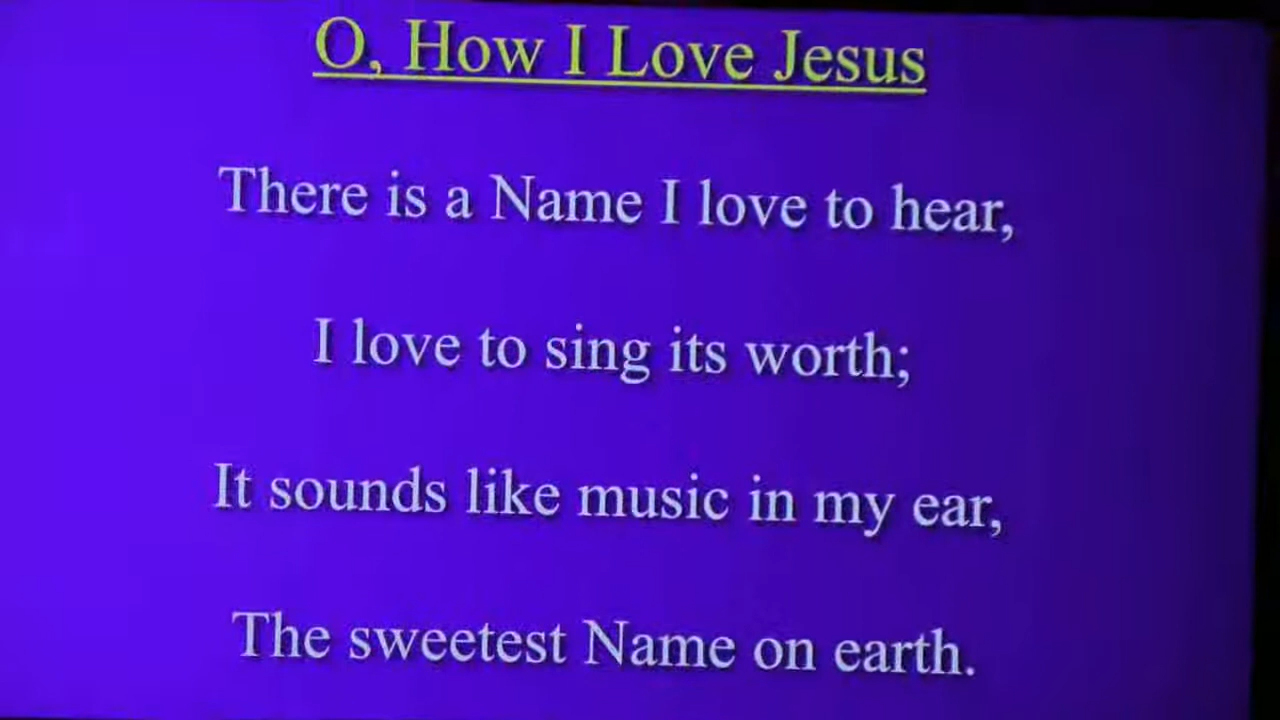 O, How I Love Jesus
There is a Name I love to hear,
I love to sing its worth;
It sounds like music in my ear,
The sweetest Name on earth.